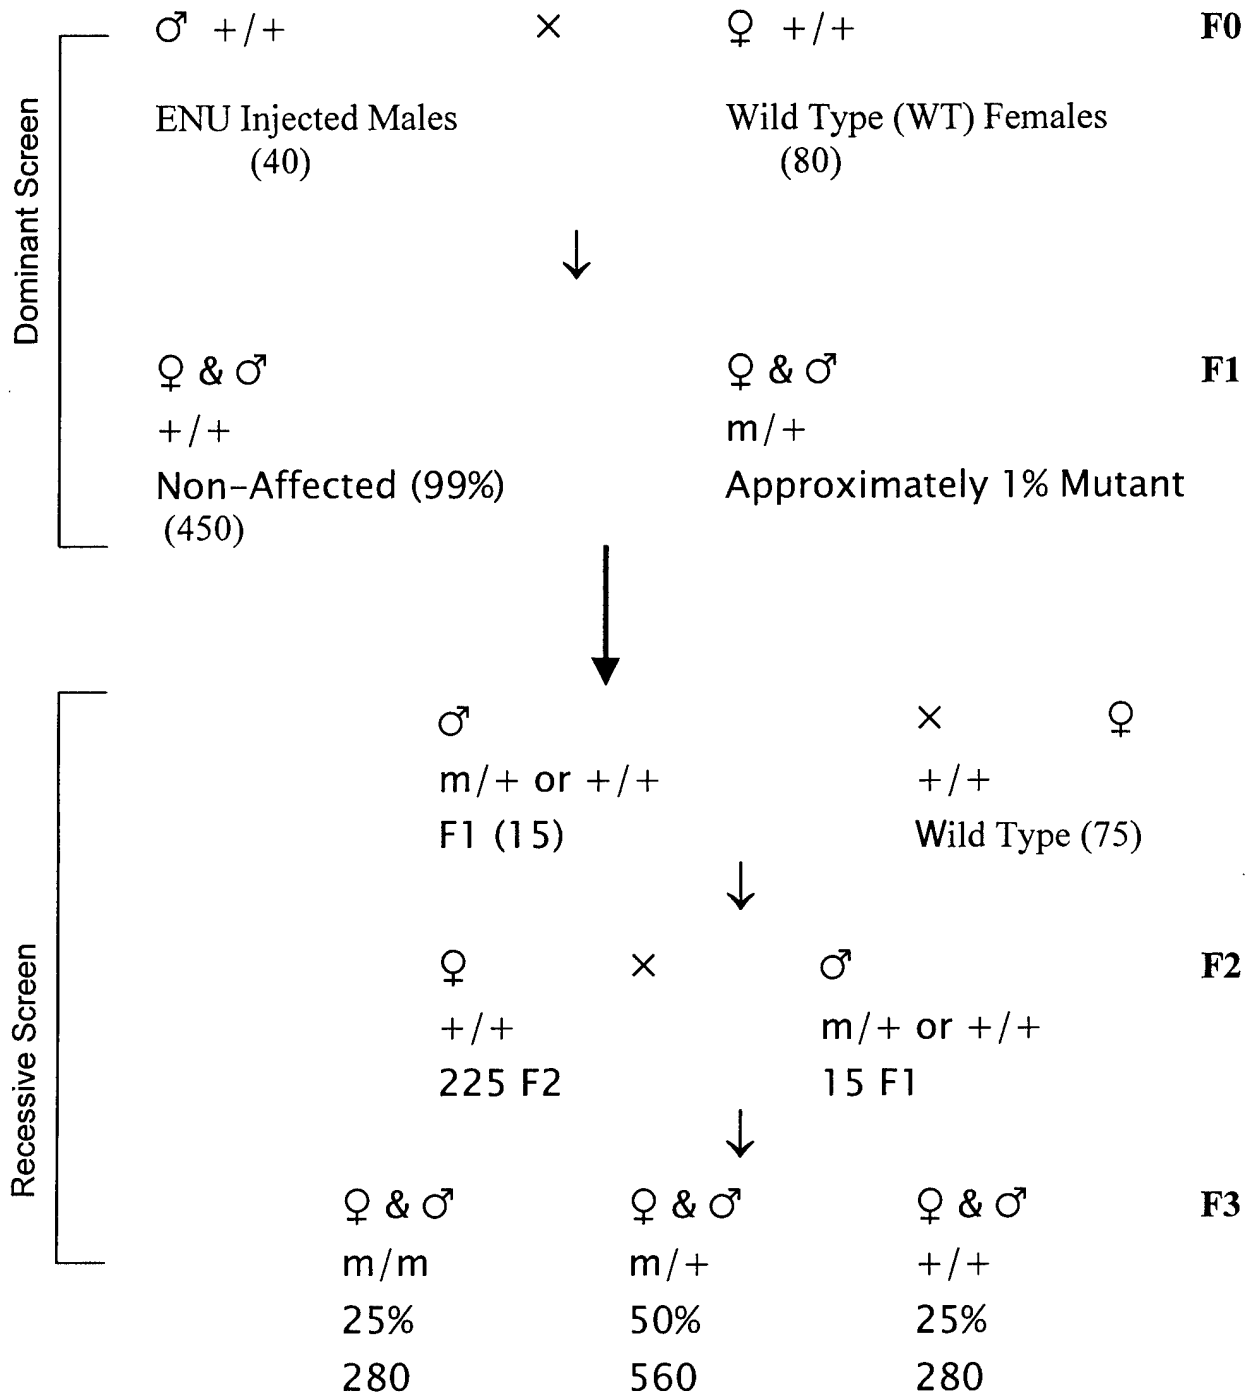 Dominant Screen
♂ +/+ × ♀ +/+ F0
ENU Injected Males Wild Type (WT) Females
(40) (80)
↓
♀ & ♂ ♀ & ♂ F1
+/+ m/+
Non-Affected (99%) Approximately 1% Mutant
(450)
Recessive Screen
♂ × ♀
m/+ or +/+ +/+
F1 (15) Wild Type (75)
↓
♀ × ♂ F2
+/+ m/+ or +/+
225 F2 15 F1
↓
♀ & ♂ ♀ & ♂ ♀ & ♂ F3
m/m m/+ +/+
25% 50% 25%
280 560 280